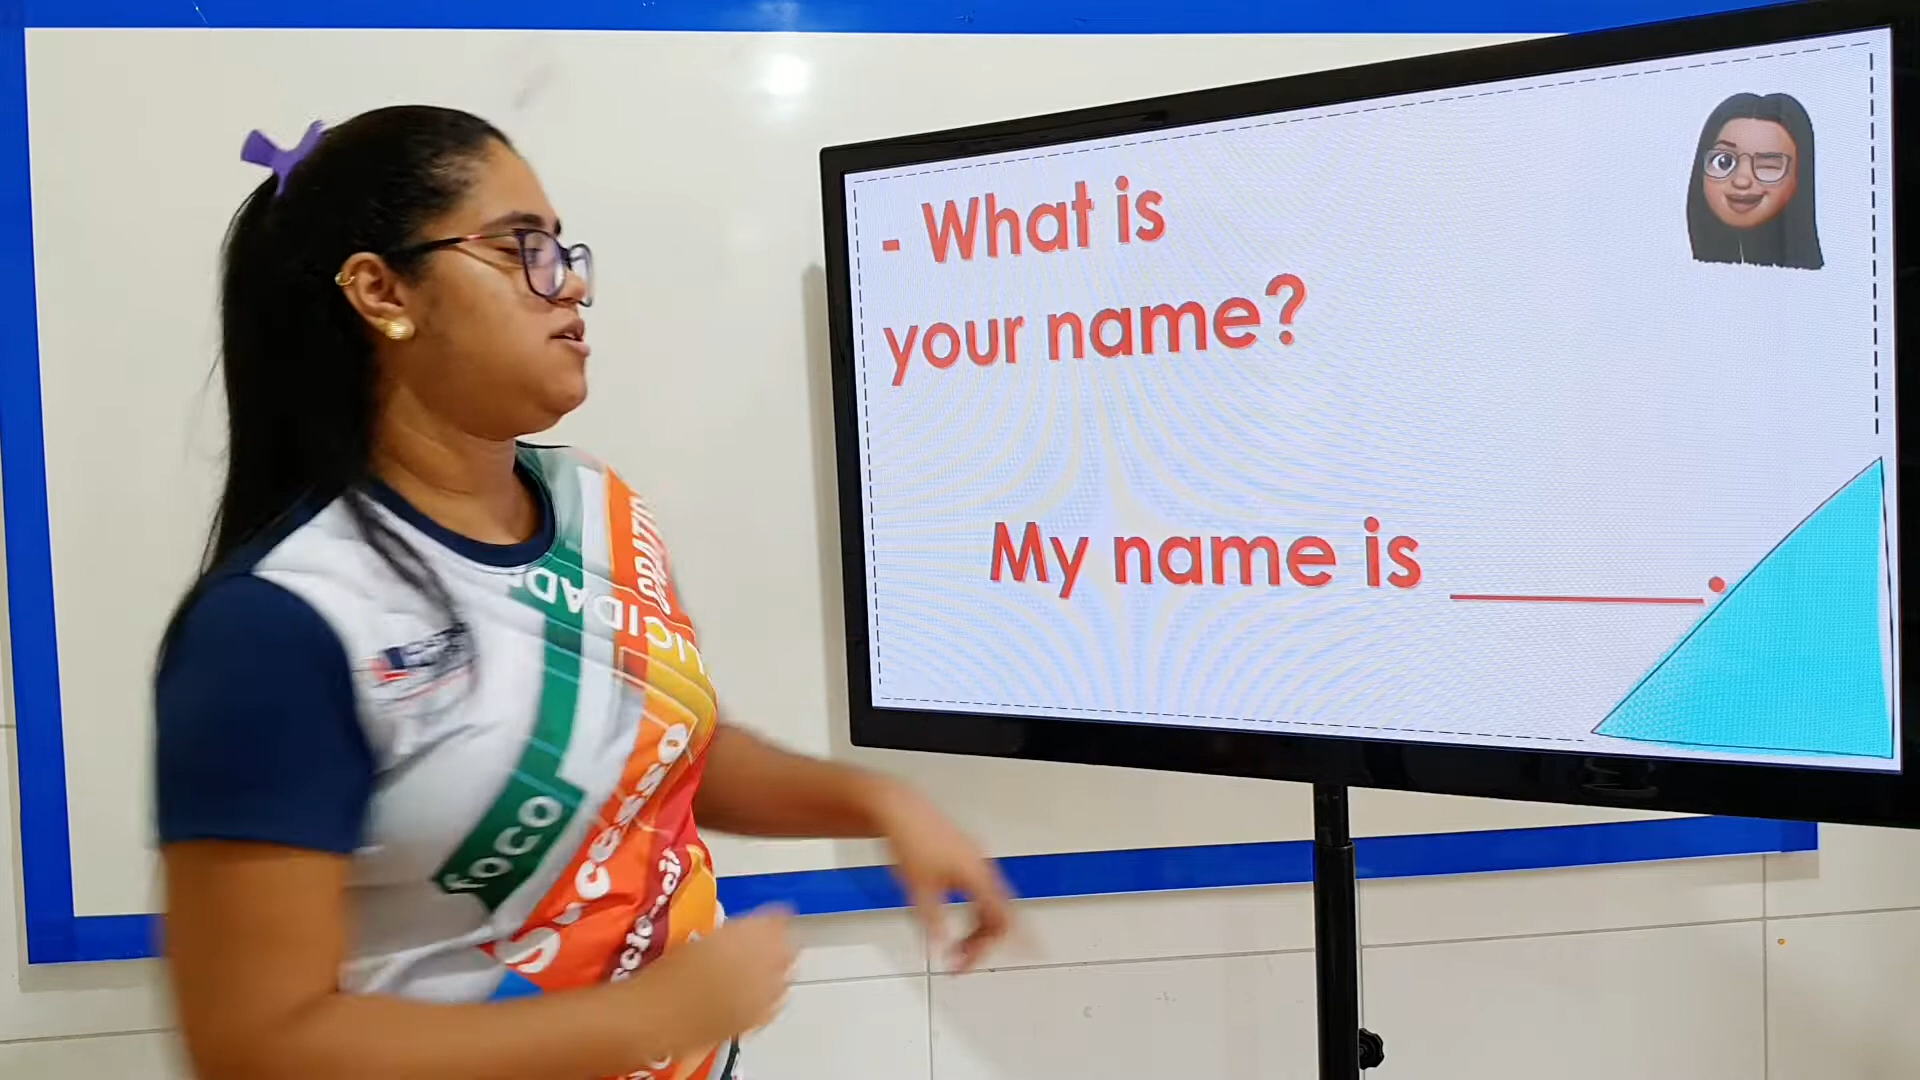 - What is
your name?
My name is ______.
foco